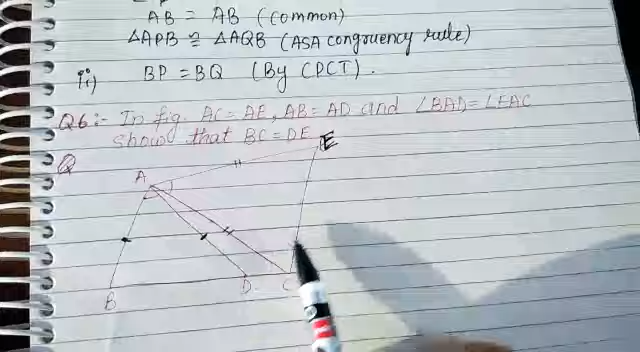 AB = AB (common)
△APB ≅ △AQB (ASA congruency rule)
ii) BP = BQ (By CPCT).
Q6:- In fig. AC = AE, AB = AD and ∠BAD = ∠EAC
show that BC = DE
E
A
B D C